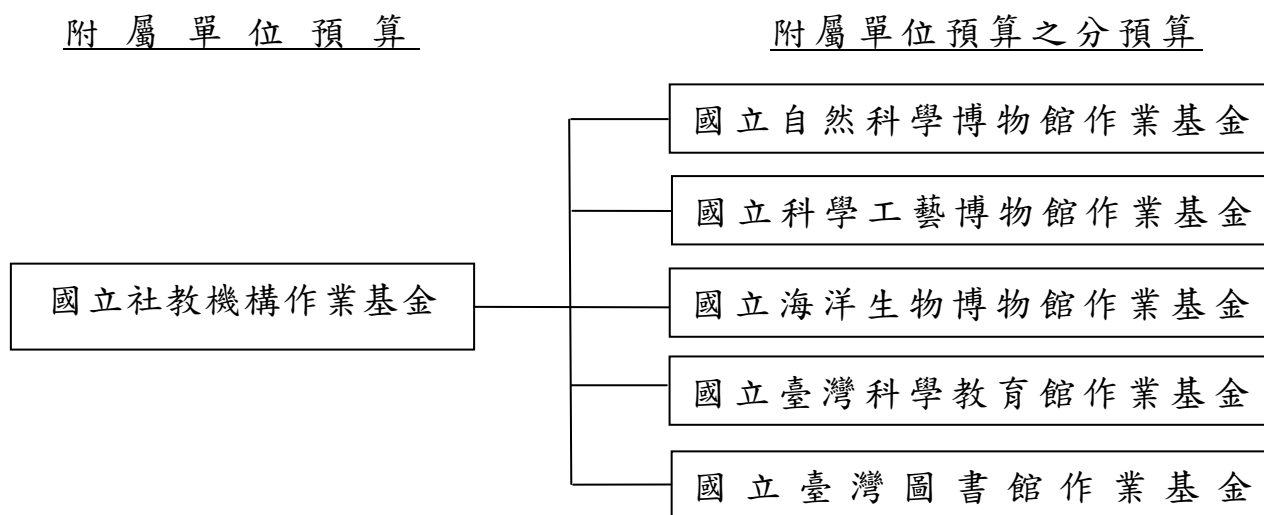 附屬單位預算
附屬單位預算之分預算
國立社教機構作業基金
國立自然科學博物館作業基金
國立科學工藝博物館作業基金
國立海洋生物博物館作業基金
國立臺灣科學教育館作業基金
國立臺灣圖書館作業基金